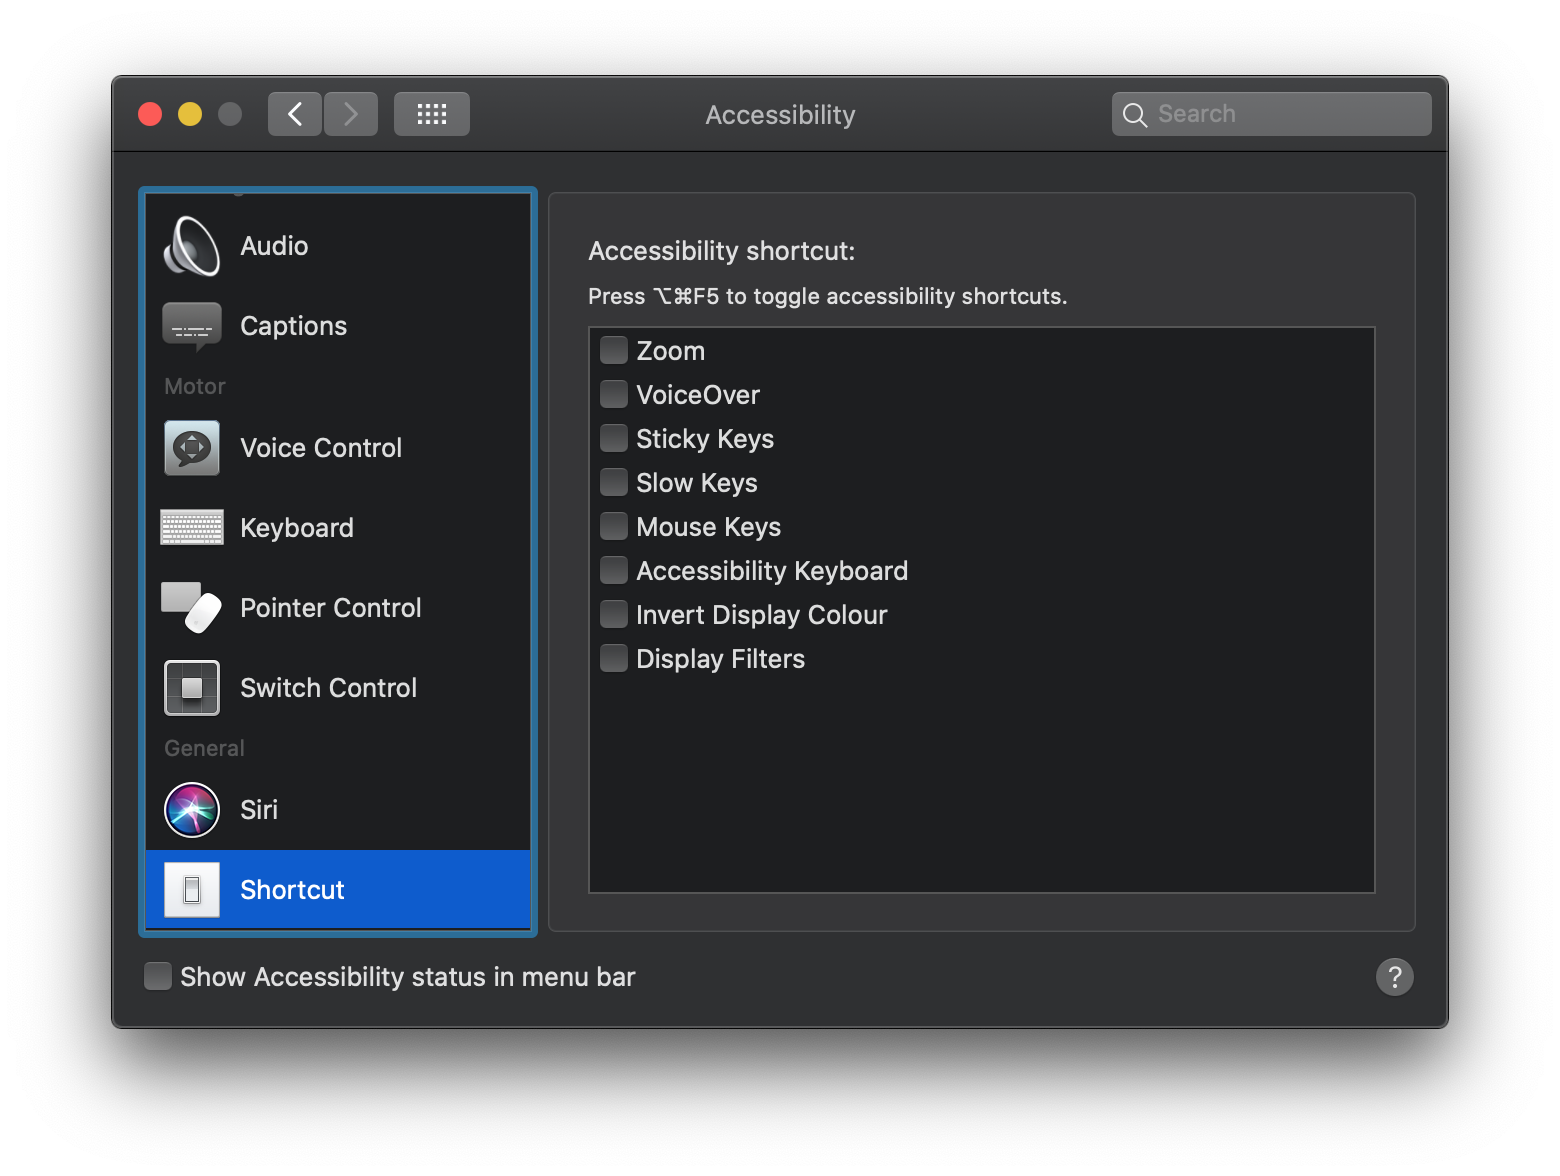 Accessibility
Search
Audio
Captions
Motor
Voice Control
Keyboard
Pointer Control
Switch Control
General
Siri
Shortcut
Accessibility shortcut:
Press ⌥⌘F5 to toggle accessibility shortcuts.
Zoom
VoiceOver
Sticky Keys
Slow Keys
Mouse Keys
Accessibility Keyboard
Invert Display Colour
Display Filters
Show Accessibility status in menu bar
?